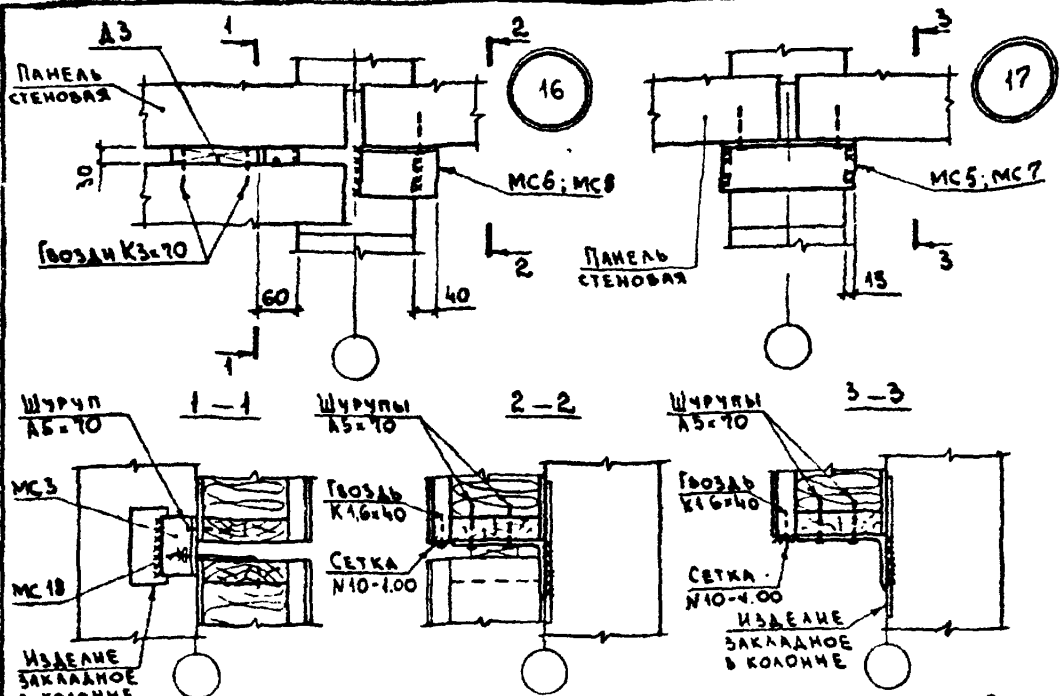 1
2
3
Д3
16
17
ПАНЕЛЬ
СТЕНОВАЯ
30
МС6; МС8
МС5; МС7
ГВОЗДИ К3×70
2
ПАНЕЛЬ
СТЕНОВАЯ
3
60
40
15
1
ШУРУП
А5×70
1–1
ШУРУПЫ
А5×70
2–2
ШУРУПЫ
А5×70
3–3
МС3
ГВОЗДЬ
К1,6×40
ГВОЗДЬ
К1,6×40
МС18
СЕТКА
N10-1.00
СЕТКА
N10-1.00
ИЗДЕЛИЕ
ЗАКЛАДНОЕ
В КОЛОННЕ
ИЗДЕЛИЕ
ЗАКЛАДНОЕ
В КОЛОННЕ